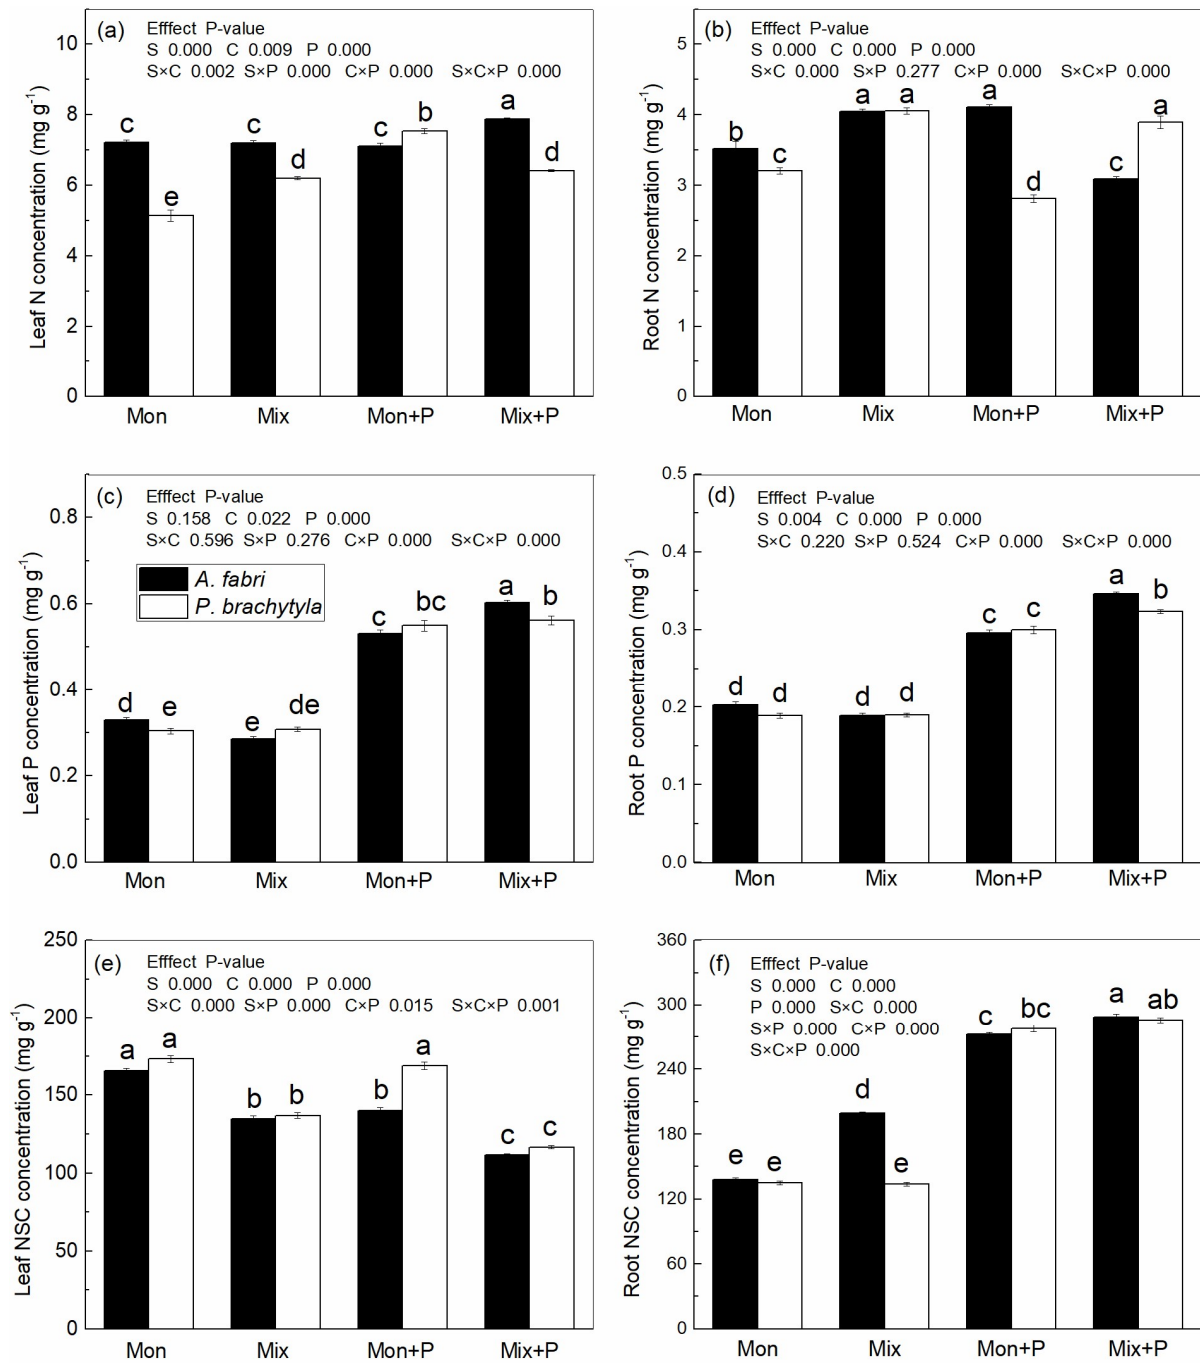 (a)
Efffect P-value
S 0.000 C 0.009 P 0.000
S×C 0.002 S×P 0.000 C×P 0.000 S×C×P 0.000
10
8
6
4
2
0
Leaf N concentration (mg g⁻¹)
c
e
c
d
c
b
a
d
Mon Mix Mon+P Mix+P
(b)
Efffect P-value
S 0.000 C 0.000 P 0.000
S×C 0.000 S×P 0.277 C×P 0.000 S×C×P 0.000
5
4
3
2
1
0
Root N concentration (mg g⁻¹)
b
c
a
a
a
d
c
a
Mon Mix Mon+P Mix+P
(c)
Efffect P-value
S 0.158 C 0.022 P 0.000
S×C 0.596 S×P 0.276 C×P 0.000 S×C×P 0.000
A. fabri
P. brachytyla
0.8
0.6
0.4
0.2
0.0
Leaf P concentration (mg g⁻¹)
d
e
e
de
c
bc
a
b
Mon Mix Mon+P Mix+P
(d)
Efffect P-value
S 0.004 C 0.000 P 0.000
S×C 0.220 S×P 0.524 C×P 0.000 S×C×P 0.000
0.5
0.4
0.3
0.2
0.1
0.0
Root P concentration (mg g⁻¹)
d
d
d
d
c
c
a
b
Mon Mix Mon+P Mix+P
(e)
Efffect P-value
S 0.000 C 0.000 P 0.000
S×C 0.000 S×P 0.000 C×P 0.015 S×C×P 0.001
250
200
150
100
50
0
Leaf NSC concentration (mg g⁻¹)
a
a
b
b
b
a
c
c
Mon Mix Mon+P Mix+P
(f)
Efffect P-value
S 0.000 C 0.000
P 0.000 S×C 0.000
S×P 0.000 C×P 0.000
S×C×P 0.000
360
300
240
180
120
60
0
Root NSC concentration (mg g⁻¹)
e
e
d
e
c
bc
a
ab
Mon Mix Mon+P Mix+P